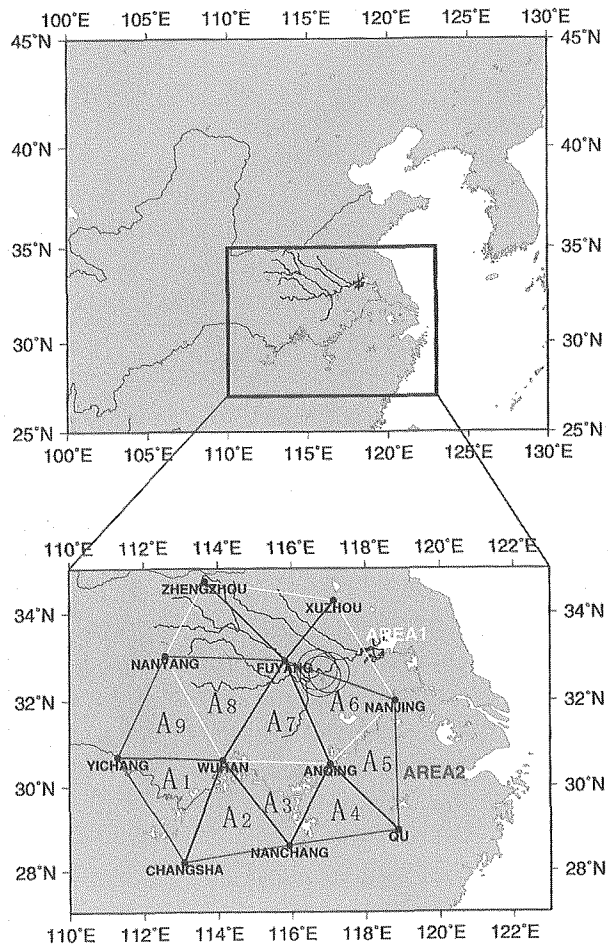 100°E 105°E 110°E 115°E 120°E 125°E 130°E
45°N 45°N
40°N 40°N
35°N 35°N
30°N 30°N
25°N 25°N
100°E 105°E 110°E 115°E 120°E 125°E 130°E
110°E 112°E 114°E 116°E 118°E 120°E 122°E
34°N ZHENGZHOU XUZHOU 34°N
AREA1
NANYANG FUYANG
32°N A8 A6 NANJING 32°N
A9 A7
YICHANG WUHAN ANQING A5 AREA2
30°N A1 30°N
A2 A3 A4
NANCHANG QU
28°N CHANGSHA 28°N
110°E 112°E 114°E 116°E 118°E 120°E 122°E